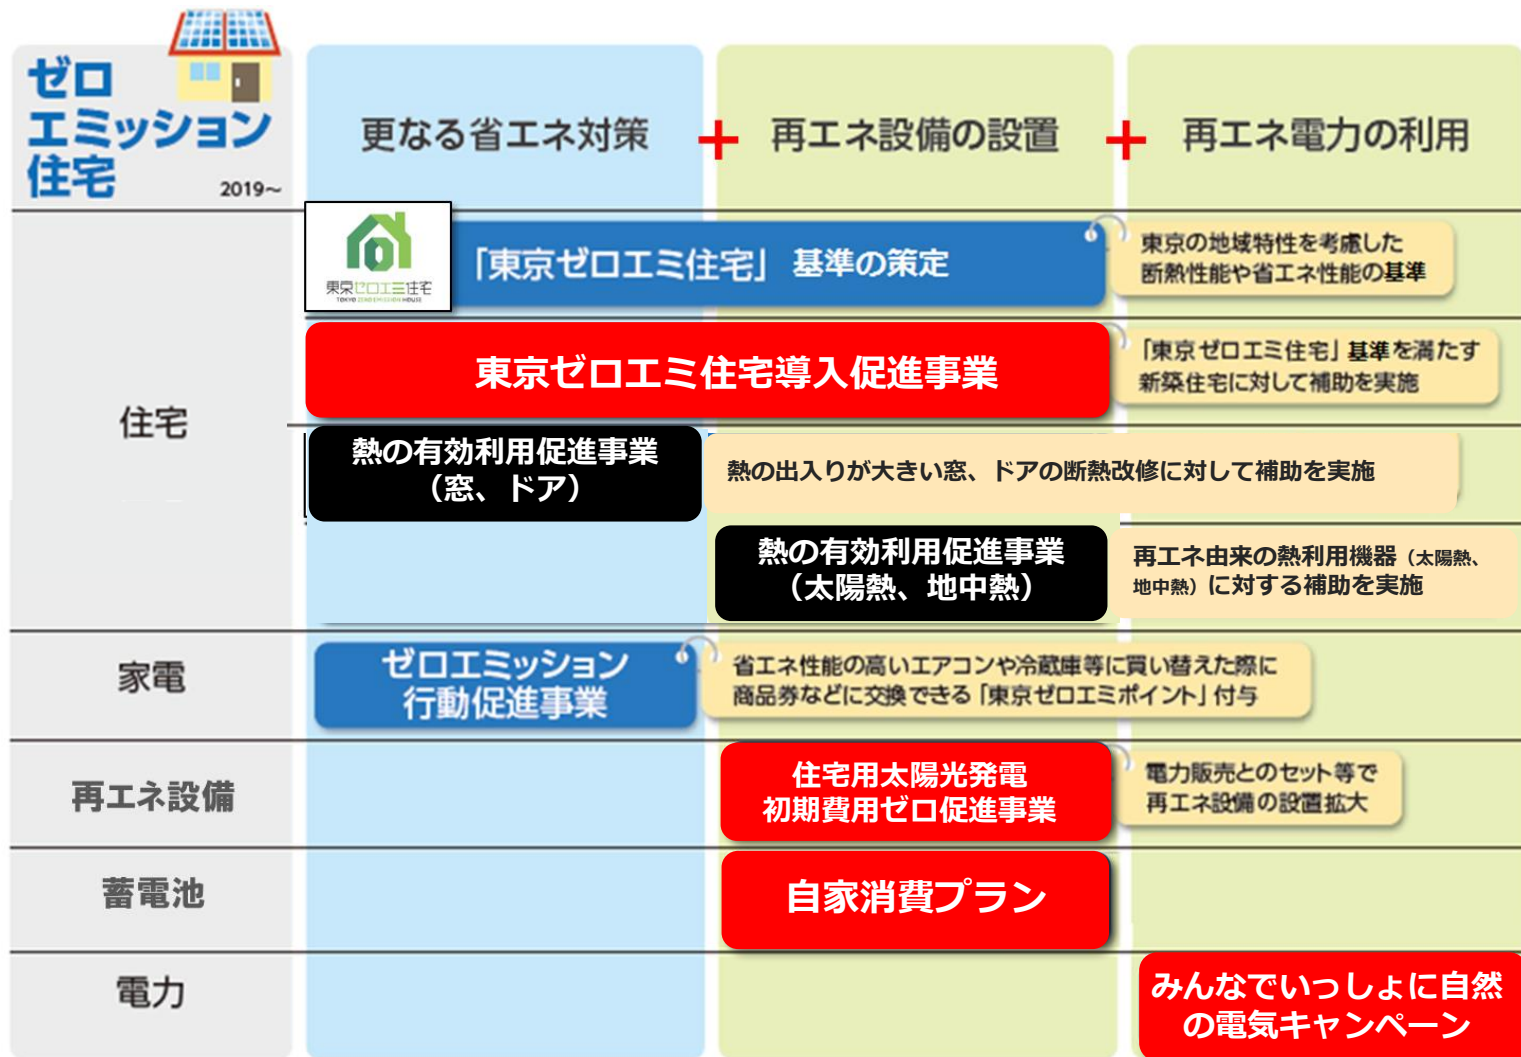 ゼロ
エミッション
住宅
2019~
更なる省エネ対策
+
再エネ設備の設置
+
再エネ電力の利用
住宅
東京ゼロエミ住宅
TOKYO ZERO EMISSION HOUSE
「東京ゼロエミ住宅」 基準の策定
東京の地域特性を考慮した
断熱性能や省エネ性能の基準
東京ゼロエミ住宅導入促進事業
「東京ゼロエミ住宅」基準を満たす
新築住宅に対して補助を実施
熱の有効利用促進事業
(窓、ドア)
熱の出入りが大きい窓、ドアの断熱改修に対して補助を実施
熱の有効利用促進事業
(太陽熱、地中熱)
再エネ由来の熱利用機器(太陽熱、
地中熱)に対する補助を実施
家電
ゼロエミッション
行動促進事業
省エネ性能の高いエアコンや冷蔵庫等に買い替えた際に
商品券などに交換できる「東京ゼロエミポイント」付与
再エネ設備
住宅用太陽光発電
初期費用ゼロ促進事業
電力販売とのセット等で
再エネ設備の設置拡大
蓄電池
自家消費プラン
電力
みんなでいっしょに自然
の電気キャンペーン